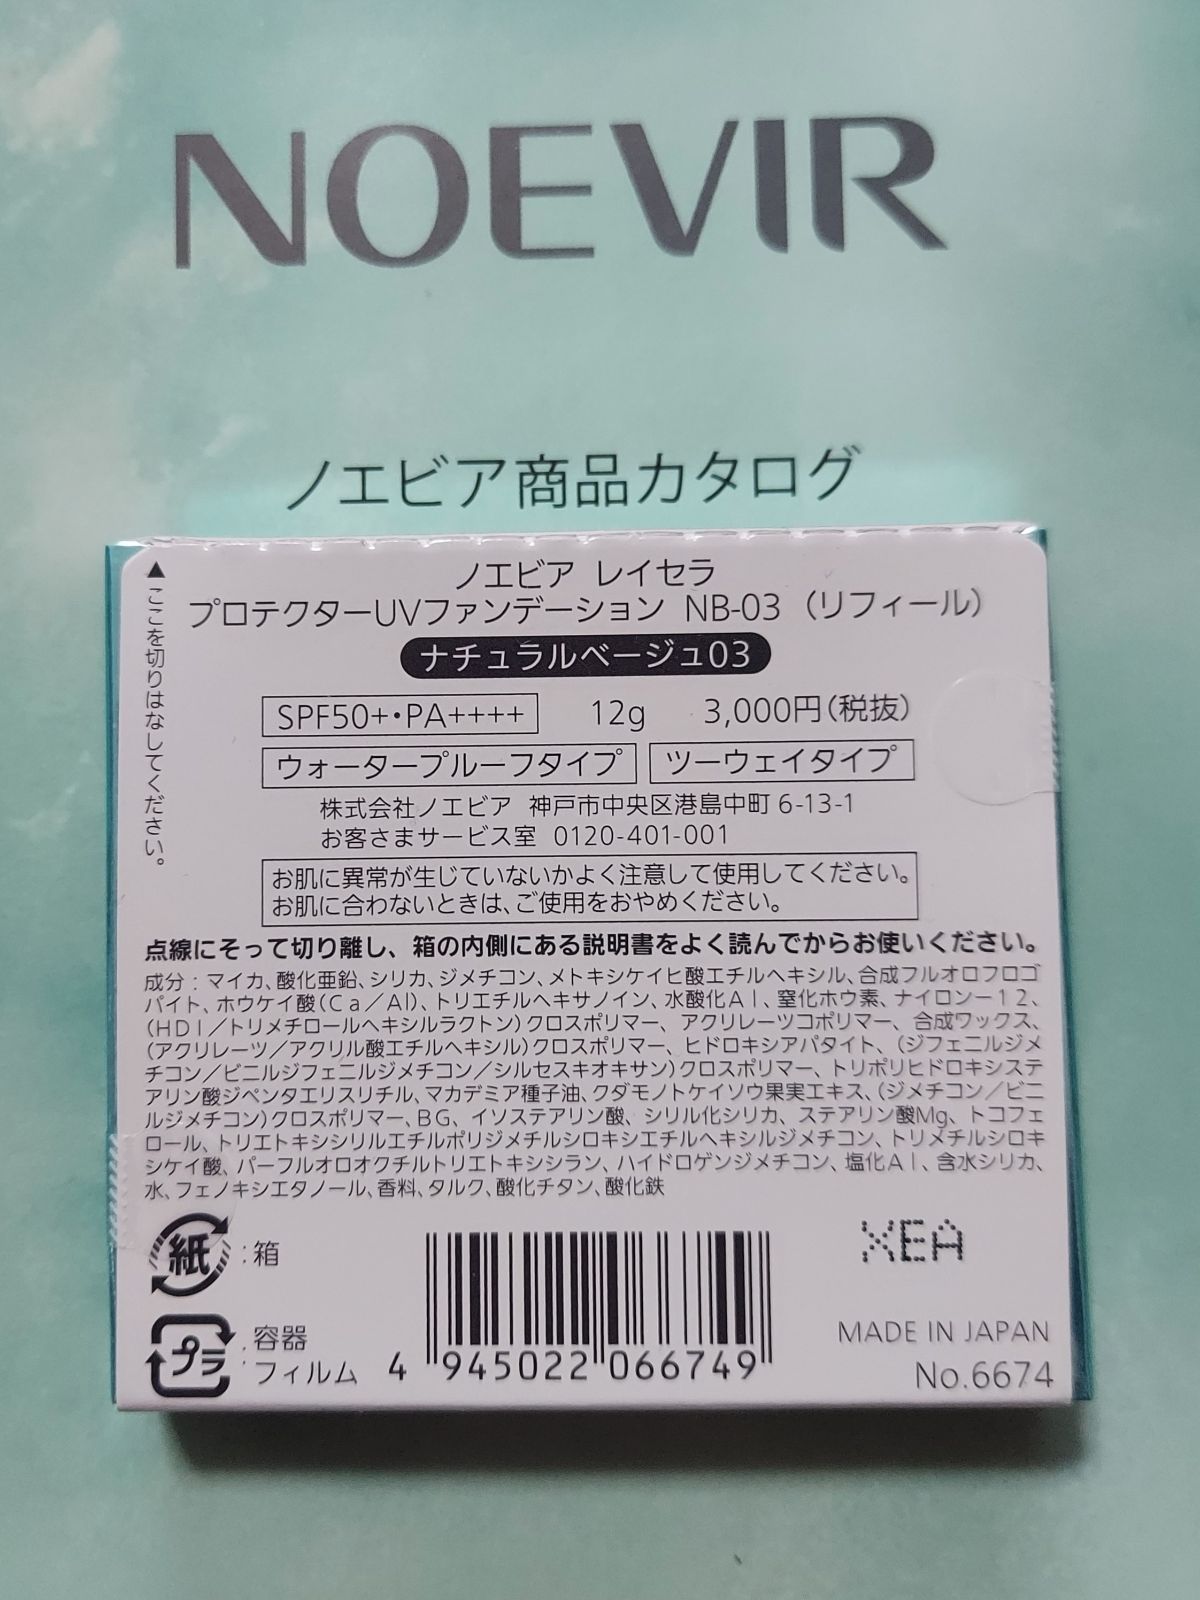 NOEVIR
ノエビア商品カタログ
▲ここを切りはなしてください。
ノエビア レイセラ
プロテクターUVファンデーション NB-03（リフィール）
ナチュラルベージュ03
SPF50+・PA++++ 12g 3,000円(税抜)
ウォータープルーフタイプ ツーウェイタイプ
株式会社ノエビア 神戸市中央区港島中町 6-13-1
お客さまサービス室 0120-401-001
お肌に異常が生じていないかよく注意して使用してください。
お肌に合わないときは、ご使用をおやめください。
点線にそって切り離し、箱の内側にある説明書をよく読んでからお使いください。
成分：マイカ、酸化亜鉛、シリカ、ジメチコン、メトキシケイヒ酸エチルヘキシル、合成フルオロフロゴ
パイト、ホウケイ酸(Ｃａ／Ａｌ)、トリエチルヘキサノイン、水酸化Ａｌ、窒化ホウ素、ナイロン－１２、
(ＨＤＩ／トリメチロールヘキシルラクトン)クロスポリマー、アクリレーツコポリマー、合成ワックス、
(アクリレーツ／アクリル酸エチルヘキシル)クロスポリマー、ヒドロキシアパタイト、(ジフェニルジメ
チコン／ビニルジフェニルジメチコン／シルセスキオキサン)クロスポリマー、トリポリヒドロキシステ
アリン酸ジペンタエリスリチル、マカデミア種子油、クダモノトケイソウ果実エキス、(ジメチコン／ビニ
ルジメチコン)クロスポリマー、ＢＧ、イソステアリン酸、シリル化シリカ、ステアリン酸Mg、トコフェ
ロール、トリエトキシシリルエチルポリジメチルシロキシエチルヘキシルジメチコン、トリメチルシロキ
シケイ酸、パーフルオロオクチルトリエトキシシラン、ハイドロゲンジメチコン、塩化Ａｌ、含水シリカ、
水、フェノキシエタノール、香料、タルク、酸化チタン、酸化鉄
紙：箱
プラ：容器
フィルム
4 945022 066749
XEA
MADE IN JAPAN
No.6674